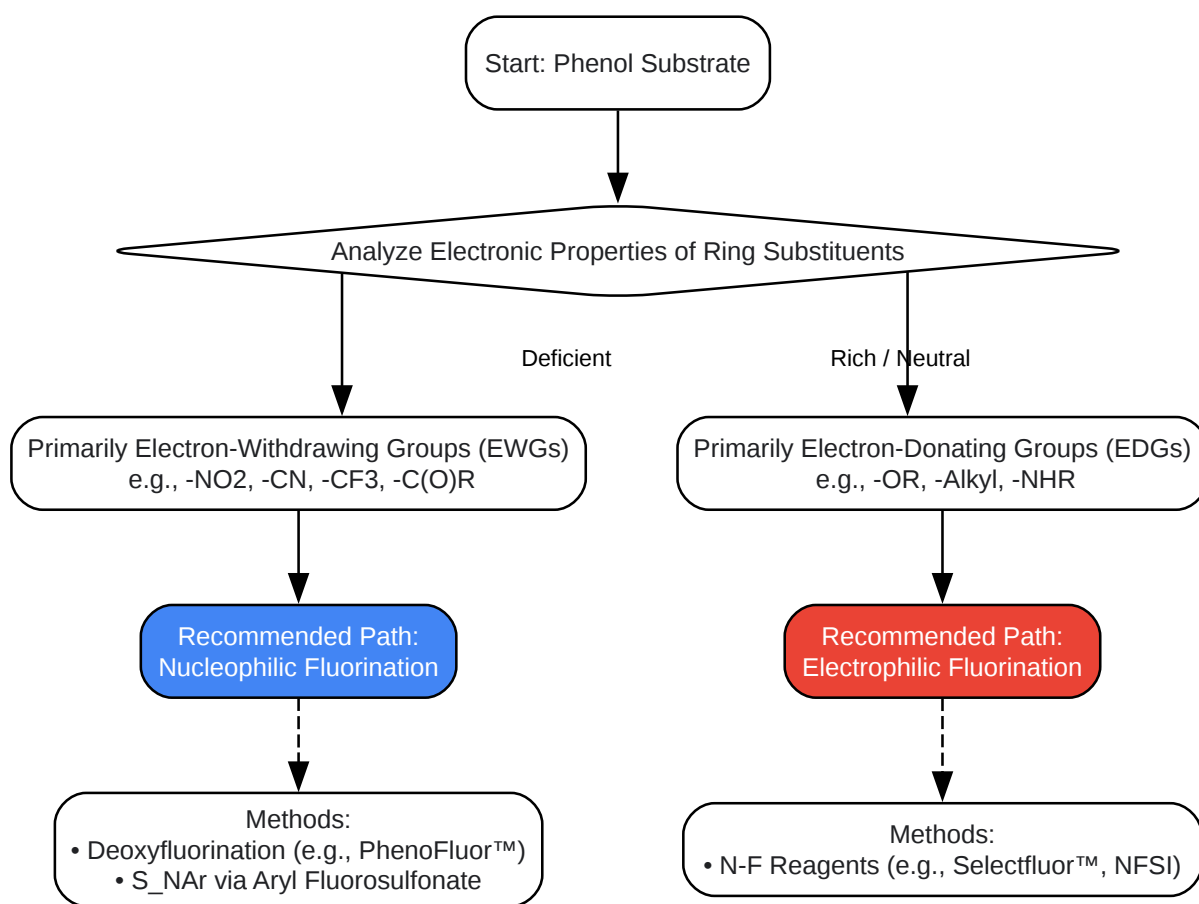 Start: Phenol Substrate
Analyze Electronic Properties of Ring Substituents
Deficient
Rich / Neutral
Primarily Electron-Withdrawing Groups (EWGs)
e.g., -NO2, -CN, -CF3, -C(O)R
Primarily Electron-Donating Groups (EDGs)
e.g., -OR, -Alkyl, -NHR
Recommended Path:
Nucleophilic Fluorination
Recommended Path:
Electrophilic Fluorination
Methods:
• Deoxyfluorination (e.g., PhenoFluor™)
• S_NAr via Aryl Fluorosulfonate
Methods:
• N-F Reagents (e.g., Selectfluor™, NFSI)